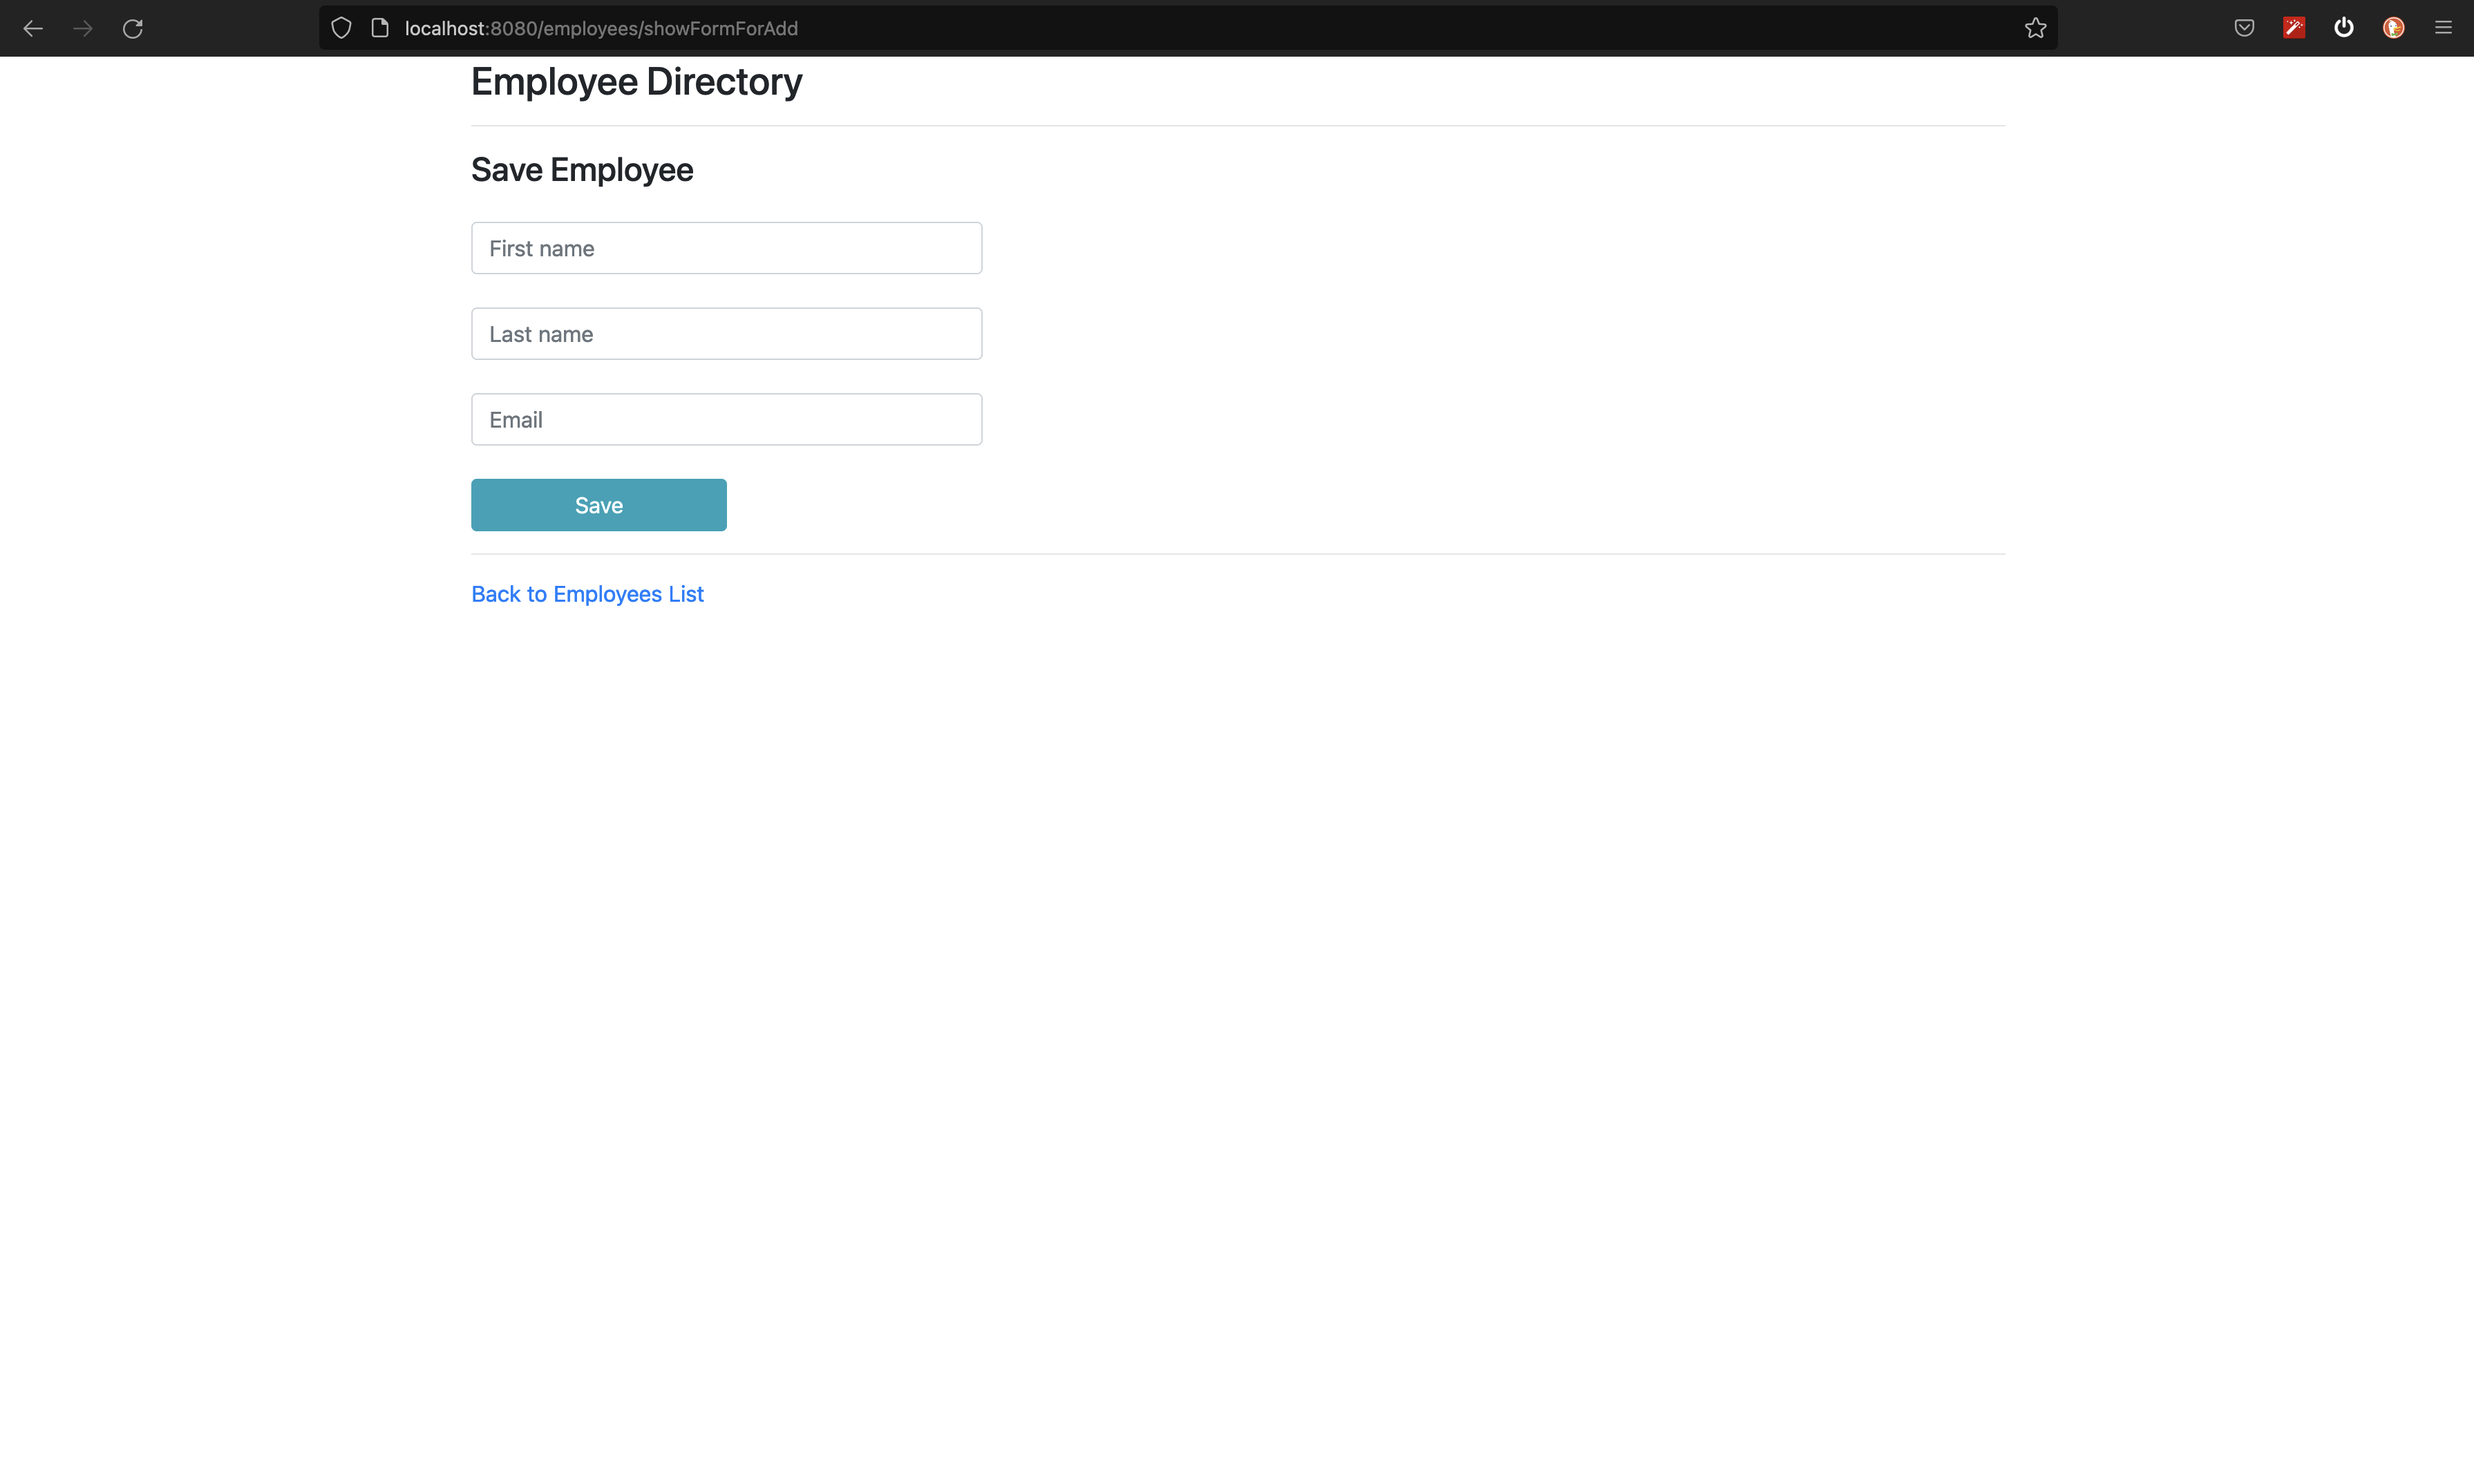 localhost:8080/employees/showFormForAdd
Employee Directory
Save Employee
First name
Last name
Email
Save
Back to Employees List